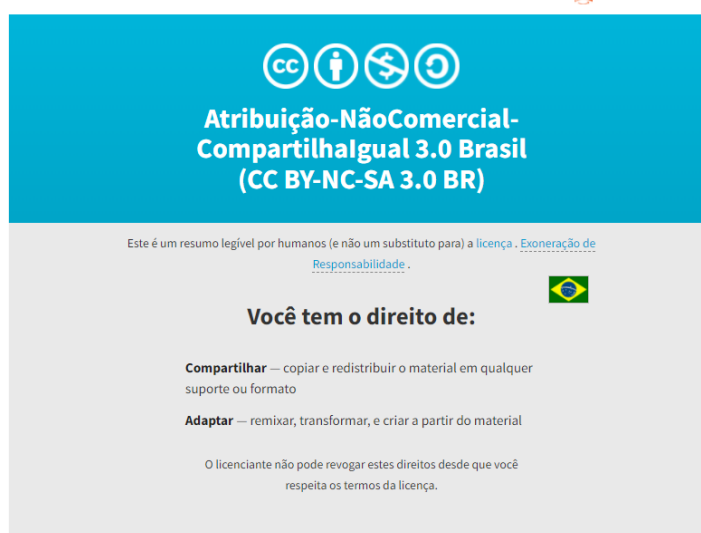 cc
Atribuição-NãoComercial-
CompartilhaIgual 3.0 Brasil
(CC BY-NC-SA 3.0 BR)
Este é um resumo legível por humanos (e não um substituto para) a licença . Exoneração de
Responsabilidade .
Você tem o direito de:
Compartilhar — copiar e redistribuir o material em qualquer
suporte ou formato
Adaptar — remixar, transformar, e criar a partir do material
O licenciante não pode revogar estes direitos desde que você
respeita os termos da licença.